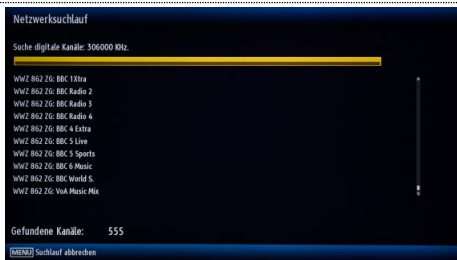 Netzwerksuchlauf
Suche digitale Kanäle: 306000 KHz.
WWZ 862 ZG: BBC 1Xtra
WWZ 862 ZG: BBC Radio 2
WWZ 862 ZG: BBC Radio 3
WWZ 862 ZG: BBC Radio 4
WWZ 862 ZG: BBC 4 Extra
WWZ 862 ZG: BBC 5 Live
WWZ 862 ZG: BBC 5 Sports
WWZ 862 ZG: BBC 6 Music
WWZ 862 ZG: BBC World S.
WWZ 862 ZG: VoA Music Mix
Gefundene Kanäle: 555
MENU Suchlauf abbrechen